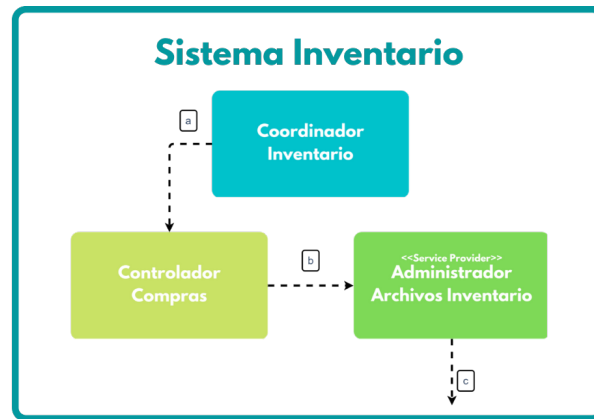 Sistema Inventario
a
Coordinador
Inventario
Controlador
Compras
b
<<Service Provider>>
Administrador
Archivos Inventario
c